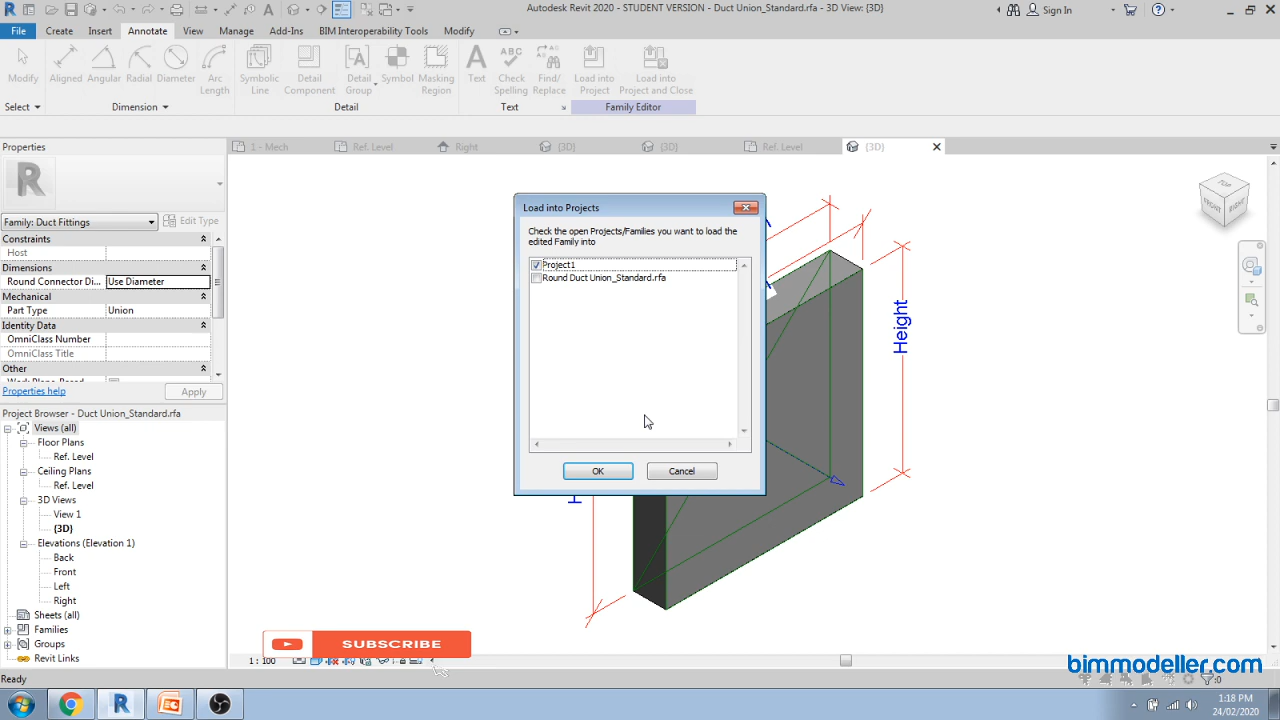 Autodesk Revit 2020 - STUDENT VERSION - Duct Union_Standard.rfa - 3D View: {3D}
Sign In
File Create Insert Annotate View Manage Add-Ins BIM Interoperability Tools Modify
Modify Aligned Angular Radial Diameter Arc Length Symbolic Line Detail Component Detail Group Symbol Masking Region Text Check Spelling Find/ Replace Load into Project Load into Project and Close
Select Dimension Detail Text Family Editor
Properties
1 - Mech Ref. Level Right {3D} {3D} Ref. Level {3D}
Family: Duct Fittings
Edit Type
Constraints
Host
Dimensions
Round Connector Di... Use Diameter
Mechanical
Part Type Union
Identity Data
OmniClass Number
OmniClass Title
Other
Properties help
Apply
Project Browser - Duct Union_Standard.rfa
Views (all)
Floor Plans
Ref. Level
Ceiling Plans
Ref. Level
3D Views
View 1
{3D}
Elevations (Elevation 1)
Back
Front
Left
Right
Sheets (all)
Families
Groups
Revit Links
Load into Projects
Check the open Projects/Families you want to load the
edited Family into
Project1
Round Duct Union_Standard.rfa
OK Cancel
Height
TOP
FRONT RIGHT
SUBSCRIBE
1 : 100
bimmodeller.com
Ready
:0
1:18 PM
24/02/2020